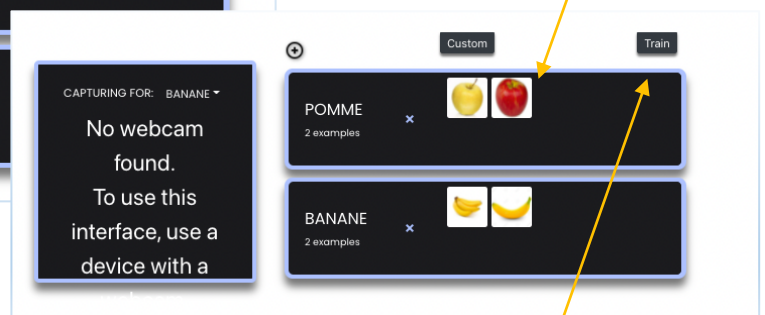 Custom
Train
CAPTURING FOR: BANANE
No webcam
found.
To use this
interface, use a
device with a
POMME
2 examples
BANANE
2 examples